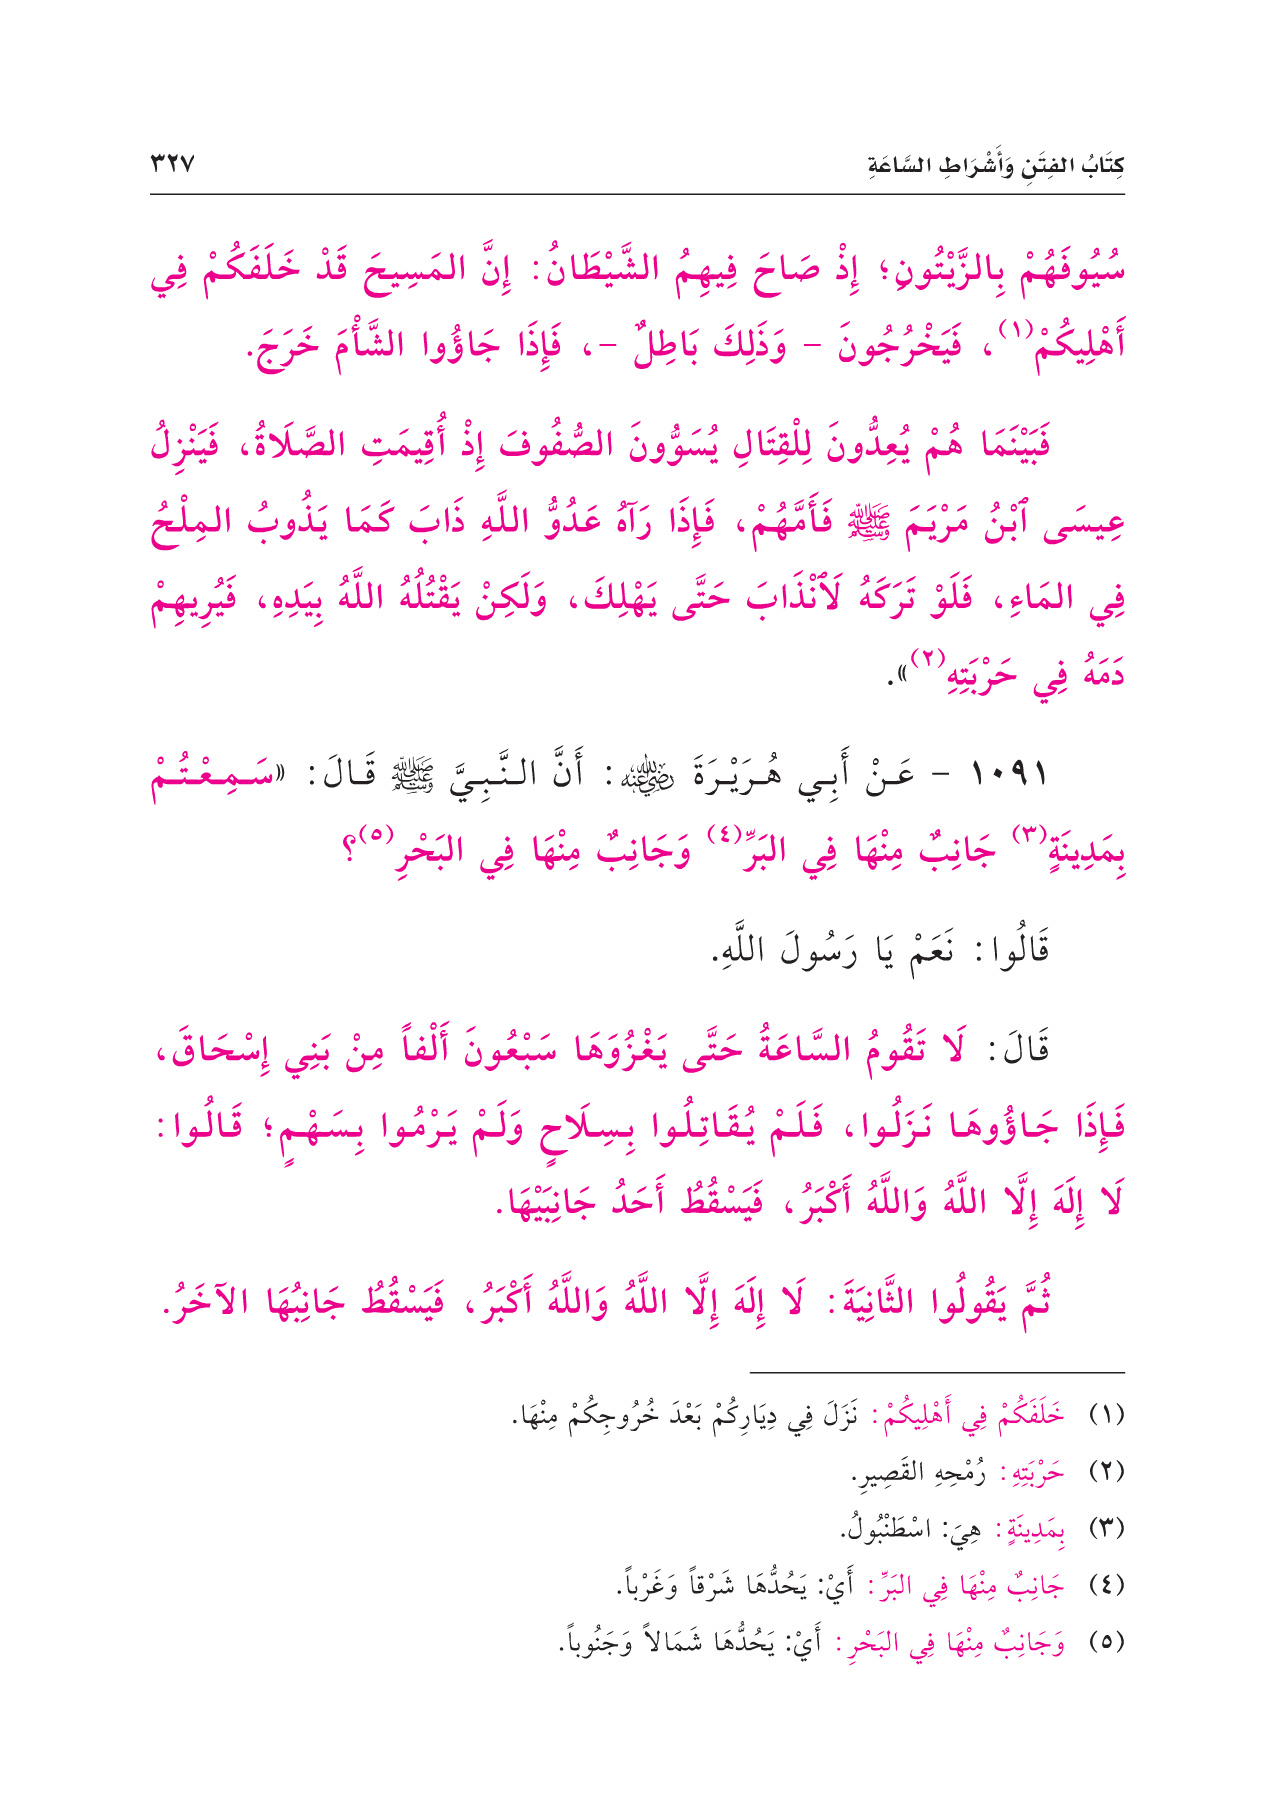 كِتَابُ الفِتَنِ وَأَشْرَاطِ السَّاعَةِ ٣٢٧
سُيُوفَهُمْ بِالزَّيْتُونِ؛ إِذْ صَاحَ فِيهِمُ الشَّيْطَانُ: إِنَّ المَسِيحَ قَدْ خَلَفَكُمْ فِي
أَهْلِيكُمْ(١)، فَيَخْرُجُونَ - وَذَلِكَ بَاطِلٌ -، فَإِذَا جَاؤُوا الشَّأْمَ خَرَجَ.
فَبَيْنَمَا هُمْ يُعِدُّونَ لِلْقِتَالِ يُسَوُّونَ الصُّفُوفَ إِذْ أُقِيمَتِ الصَّلَاةُ، فَيَنْزِلُ
عِيسَى ٱبْنُ مَرْيَمَ ﷺ فَأَمَّهُمْ، فَإِذَا رَآهُ عَدُوُّ اللَّهِ ذَابَ كَمَا يَذُوبُ المِلْحُ
فِي المَاءِ، فَلَوْ تَرَكَهُ لَٱنْذَابَ حَتَّى يَهْلِكَ، وَلَكِنْ يَقْتُلُهُ اللَّهُ بِيَدِهِ، فَيُرِيهِمْ
دَمَهُ فِي حَرْبَتِهِ(٢)».
١٠٩١ - عَنْ أَبِي هُرَيْرَةَ رضي الله عنه: أَنَّ النَّبِيَّ ﷺ قَالَ: «سَمِعْتُمْ
بِمَدِينَةٍ(٣) جَانِبٌ مِنْهَا فِي البَرِّ(٤) وَجَانِبٌ مِنْهَا فِي البَحْرِ(٥)؟
قَالُوا: نَعَمْ يَا رَسُولَ اللَّهِ.
قَالَ: لَا تَقُومُ السَّاعَةُ حَتَّى يَغْزُوَهَا سَبْعُونَ أَلْفاً مِنْ بَنِي إِسْحَاقَ،
فَإِذَا جَاؤُوهَا نَزَلُوا، فَلَمْ يُقَاتِلُوا بِسِلَاحٍ وَلَمْ يَرْمُوا بِسَهْمٍ؛ قَالُوا:
لَا إِلَهَ إِلَّا اللَّهُ وَاللَّهُ أَكْبَرُ، فَيَسْقُطُ أَحَدُ جَانِبَيْهَا.
ثُمَّ يَقُولُوا الثَّانِيَةَ: لَا إِلَهَ إِلَّا اللَّهُ وَاللَّهُ أَكْبَرُ، فَيَسْقُطُ جَانِبُهَا الآخَرُ.
(١) خَلَفَكُمْ فِي أَهْلِيكُمْ: نَزَلَ فِي دِيَارِكُمْ بَعْدَ خُرُوجِكُمْ مِنْهَا.
(٢) حَرْبَتِهِ: رُمْحِهِ القَصِيرِ.
(٣) بِمَدِينَةٍ: هِيَ: اسْطَنْبُولُ.
(٤) جَانِبٌ مِنْهَا فِي البَرِّ: أَيْ: يَحُدُّهَا شَرْقاً وَغَرْباً.
(٥) وَجَانِبٌ مِنْهَا فِي البَحْرِ: أَيْ: يَحُدُّهَا شَمَالاً وَجَنُوباً.